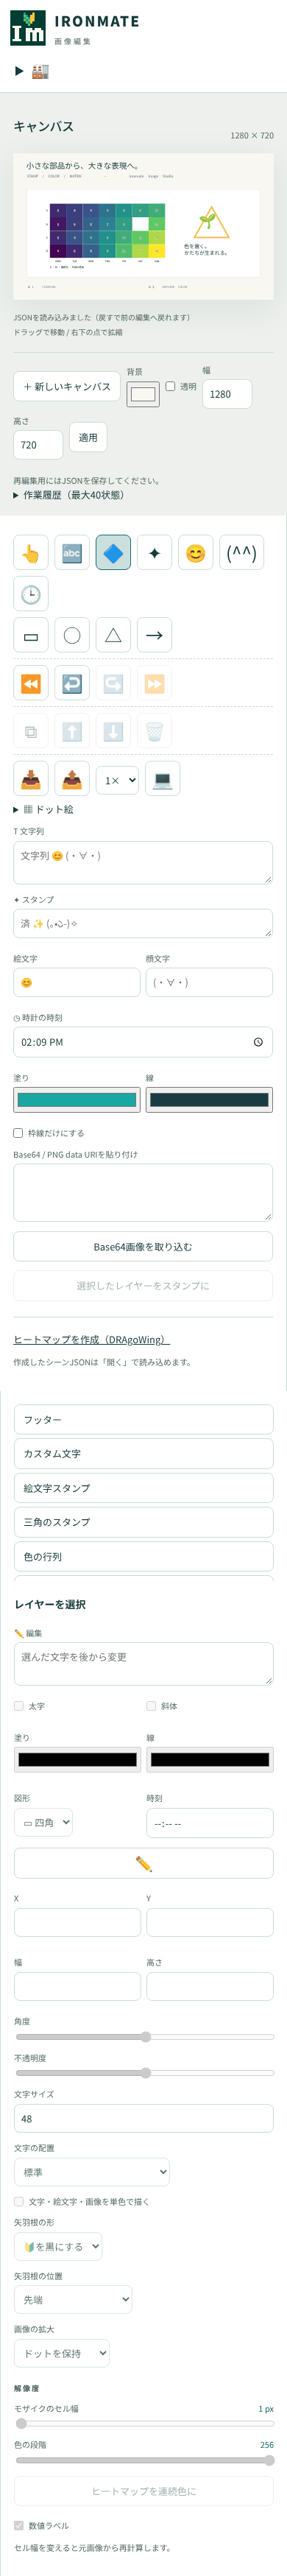 Im
IRONMATE
画像編集
▶ 🏭
キャンバス
1280 × 720
小さな部品から、大きな表現へ。
STAMP / COLOR / MATRIX
Ironmate Image Studio
色を置く。
かたちが生まれる。
JSONを読み込みました（戻すで前の編集へ戻れます）
ドラッグで移動 / 右下の点で拡縮
＋ 新しいキャンバス
背景
透明
幅
1280
高さ
720
適用
再編集用にはJSONを保存してください。
▶ 作業履歴（最大40状態）
👆 🔤 🔷 ✦ 😊 (^^)
🕒
▭ ◯ △ →
⏪ ↩️ ↪️ ⏩
⧉ ⬆️ ⬇️ 🗑️
📥 📤 1× 💻
▶ ▦ ドット絵
T 文字列
文字列 😊 (・∀・)
✦ スタンプ
済 ✨ (｡•̀ᴗ-)✧
絵文字 顔文字
😊 (・∀・)
◷ 時計の時刻
02:09 PM
塗り 線
枠線だけにする
Base64 / PNG data URIを貼り付け
Base64画像を取り込む
選択したレイヤーをスタンプに
ヒートマップを作成（DRAgoWing）
作成したシーンJSONは「開く」で読み込めます。
フッター
カスタム文字
絵文字スタンプ
三角のスタンプ
色の行列
レイヤーを選択
✏️ 編集
選んだ文字を後から変更
太字 斜体
塗り 線
図形 時刻
▭ 四角 --:-- --
✏️
X Y
幅 高さ
角度
不透明度
文字サイズ
48
文字の配置
標準
文字・絵文字・画像を単色で描く
矢羽根の形
🔰を黒にする
矢羽根の位置
先端
画像の拡大
ドットを保持
解像度
モザイクのセル幅 1 px
色の段階 256
ヒートマップを連続色に
数値ラベル
セル幅を変えると元画像から再計算します。